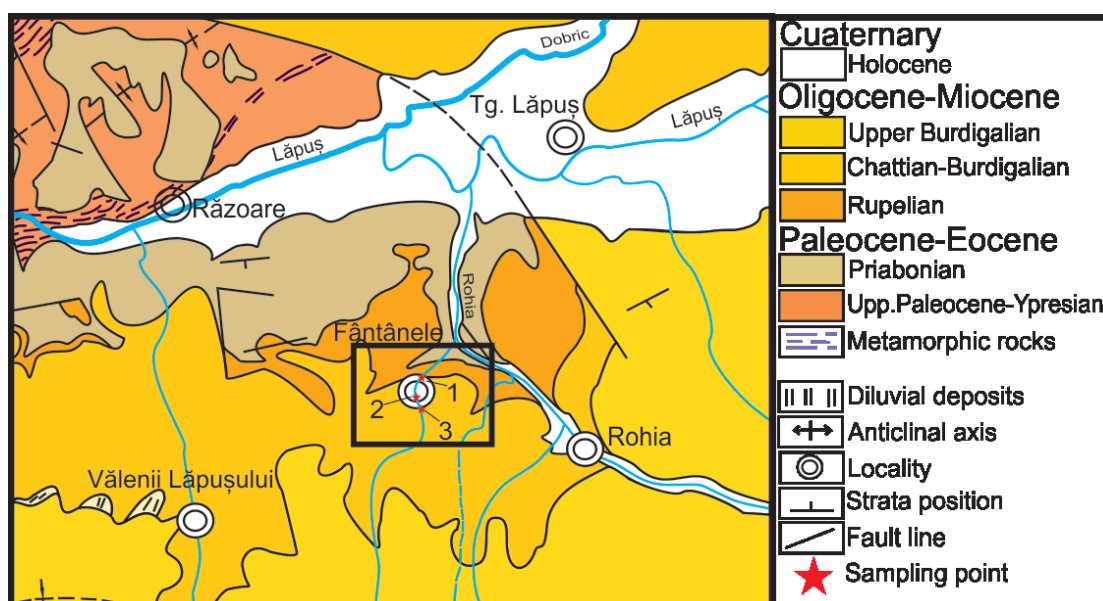 Dobric
Tg. Lăpuș
Lăpuș
Lăpuș
Răzoare
Rohia
Fântânele
1
2
3
Rohia
Vălenii Lăpușului
Cuaternary
Holocene
Oligocene-Miocene
Upper Burdigalian
Chattian-Burdigalian
Rupelian
Paleocene-Eocene
Priabonian
Upp.Paleocene-Ypresian
Metamorphic rocks
Diluvial deposits
Anticlinal axis
Locality
Strata position
Fault line
Sampling point